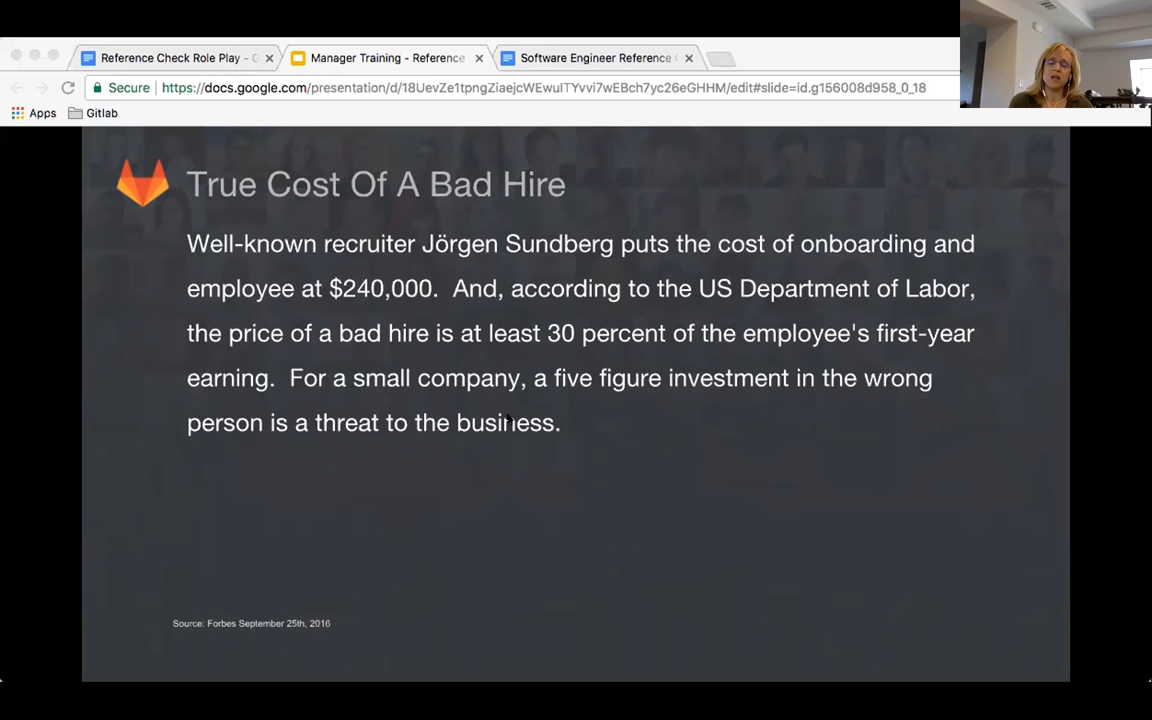 Reference Check Role Play -
Manager Training - Reference
Software Engineer Reference
Secure
https://docs.google.com/presentation/d/18UevZe1tpngZiaejcWEwulTYvvi7wEBch7yc26eGHHM/edit#slide=id.g156008d958_0_18
Apps
Gitlab
True Cost Of A Bad Hire
Well-known recruiter Jörgen Sundberg puts the cost of onboarding and
employee at $240,000. And, according to the US Department of Labor,
the price of a bad hire is at least 30 percent of the employee's first-year
earning. For a small company, a five figure investment in the wrong
person is a threat to the business.
Source: Forbes September 25th, 2016